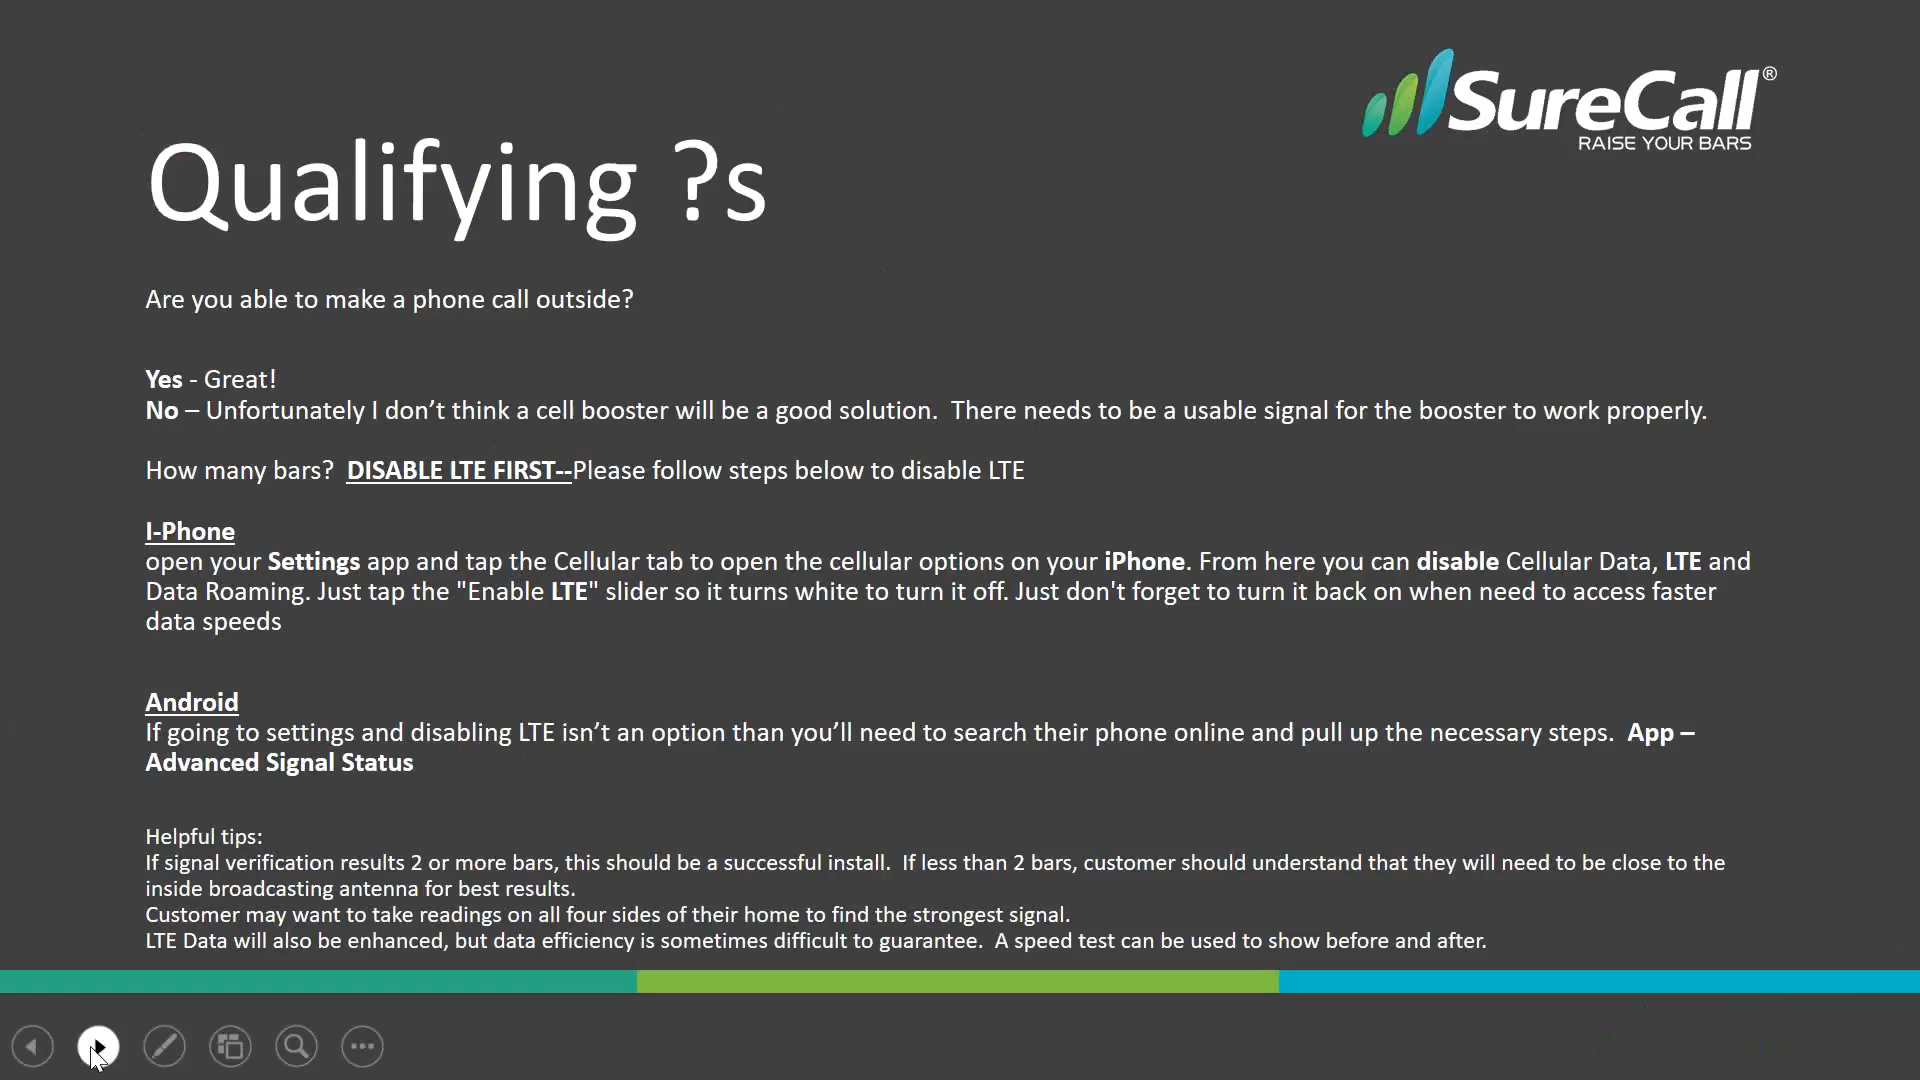 SureCall®
RAISE YOUR BARS
Qualifying ?s
Are you able to make a phone call outside?
Yes - Great!
No – Unfortunately I don’t think a cell booster will be a good solution.  There needs to be a usable signal for the booster to work properly.
How many bars?  DISABLE LTE FIRST--Please follow steps below to disable LTE
I-Phone
open your Settings app and tap the Cellular tab to open the cellular options on your iPhone. From here you can disable Cellular Data, LTE and
Data Roaming. Just tap the "Enable LTE" slider so it turns white to turn it off. Just don't forget to turn it back on when need to access faster
data speeds
Android
If going to settings and disabling LTE isn’t an option than you’ll need to search their phone online and pull up the necessary steps.  App –
Advanced Signal Status
Helpful tips:
If signal verification results 2 or more bars, this should be a successful install.  If less than 2 bars, customer should understand that they will need to be close to the
inside broadcasting antenna for best results.
Customer may want to take readings on all four sides of their home to find the strongest signal.
LTE Data will also be enhanced, but data efficiency is sometimes difficult to guarantee.  A speed test can be used to show before and after.